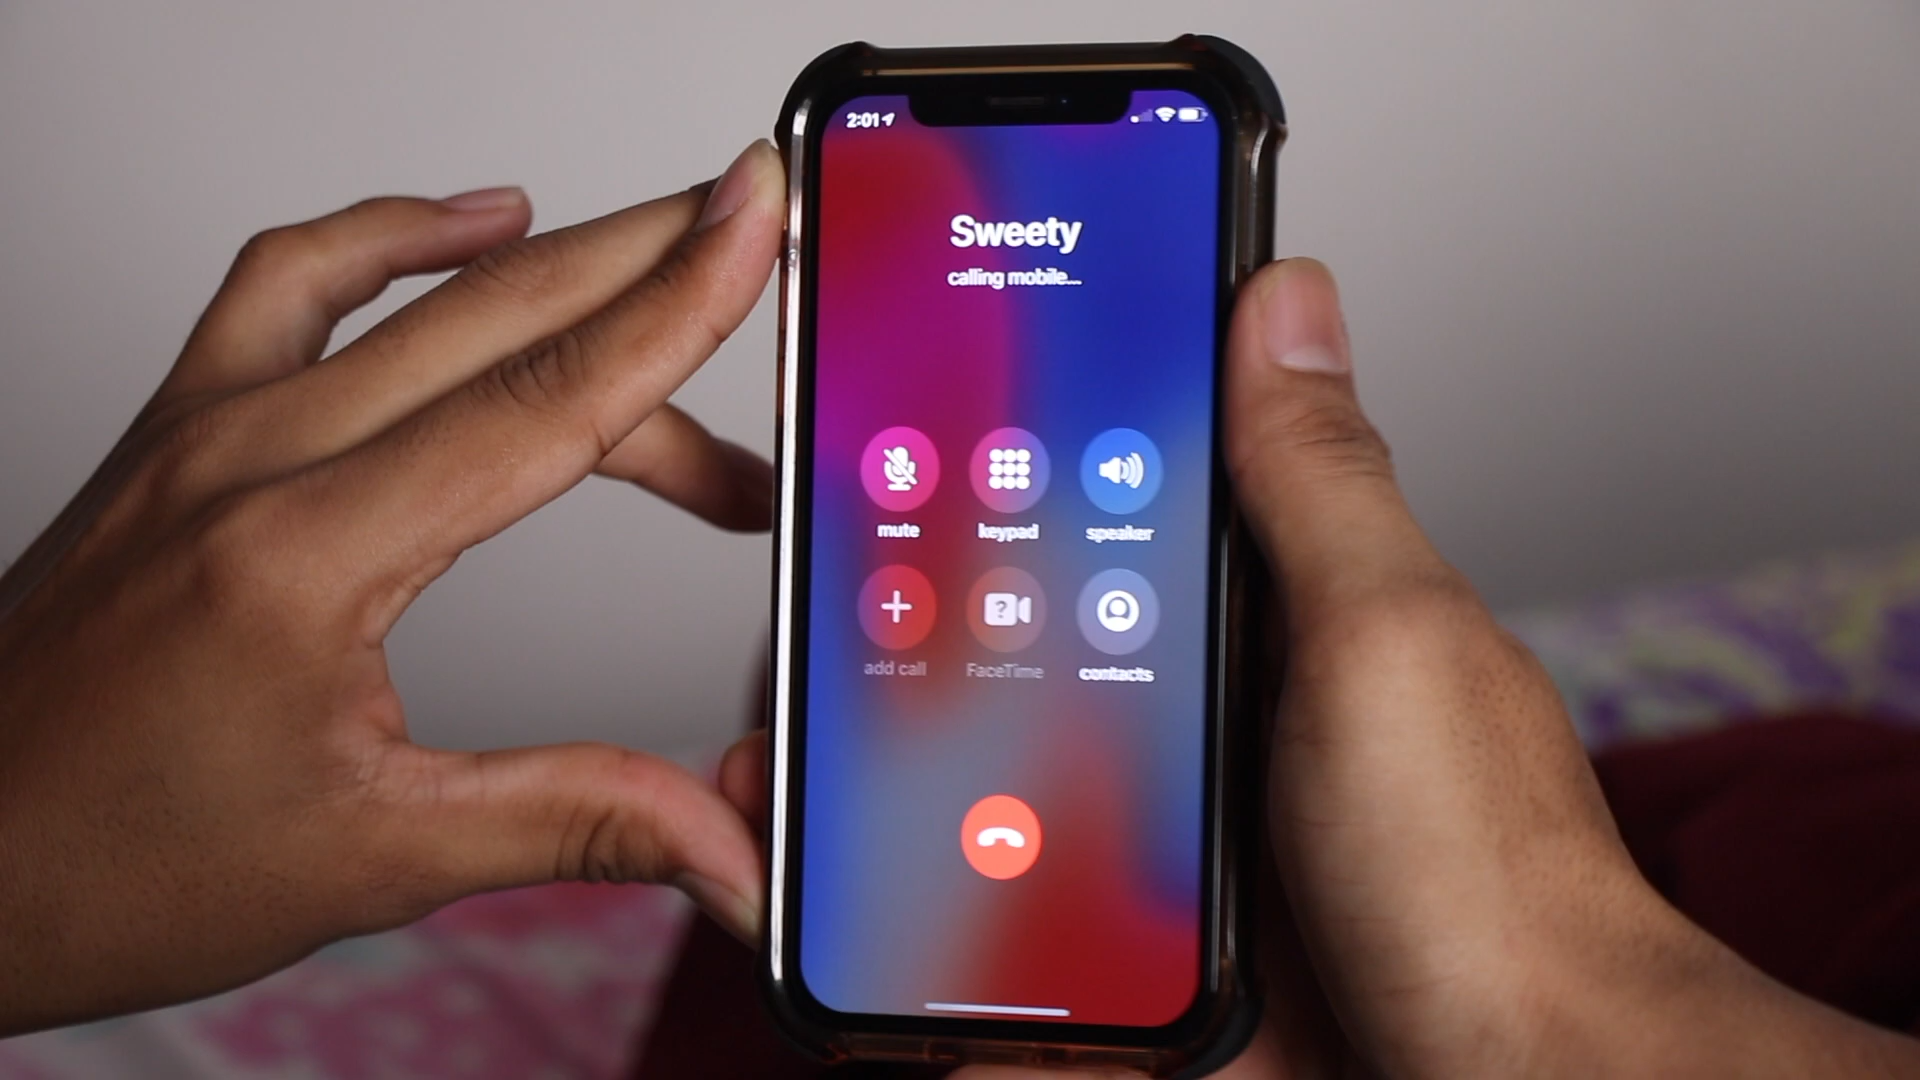 2:01
Sweety
calling mobile...
mute
keypad
speaker
add call
FaceTime
contacts